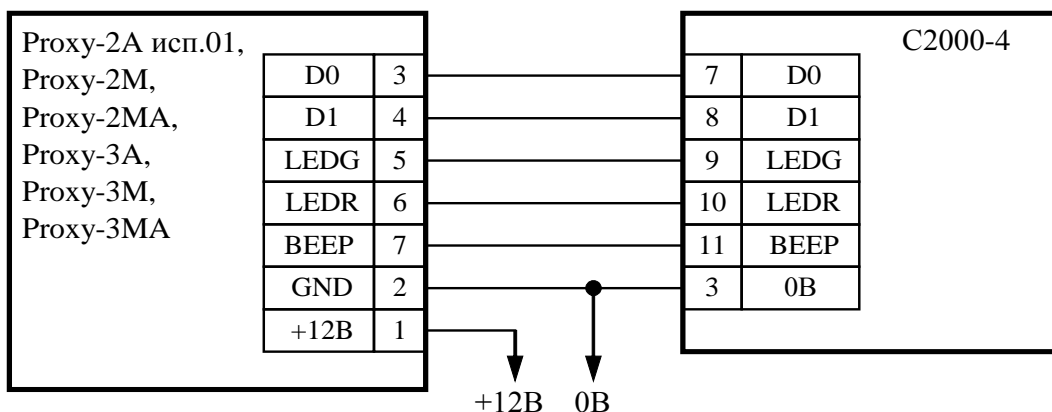 Proxy-2A исп.01,
Proxy-2M,
Proxy-2MA,
Proxy-3A,
Proxy-3M,
Proxy-3MA
D0 3
D1 4
LEDG 5
LEDR 6
BEEP 7
GND 2
+12В 1
С2000-4
7 D0
8 D1
9 LEDG
10 LEDR
11 BEEP
3 0В
+12В 0В